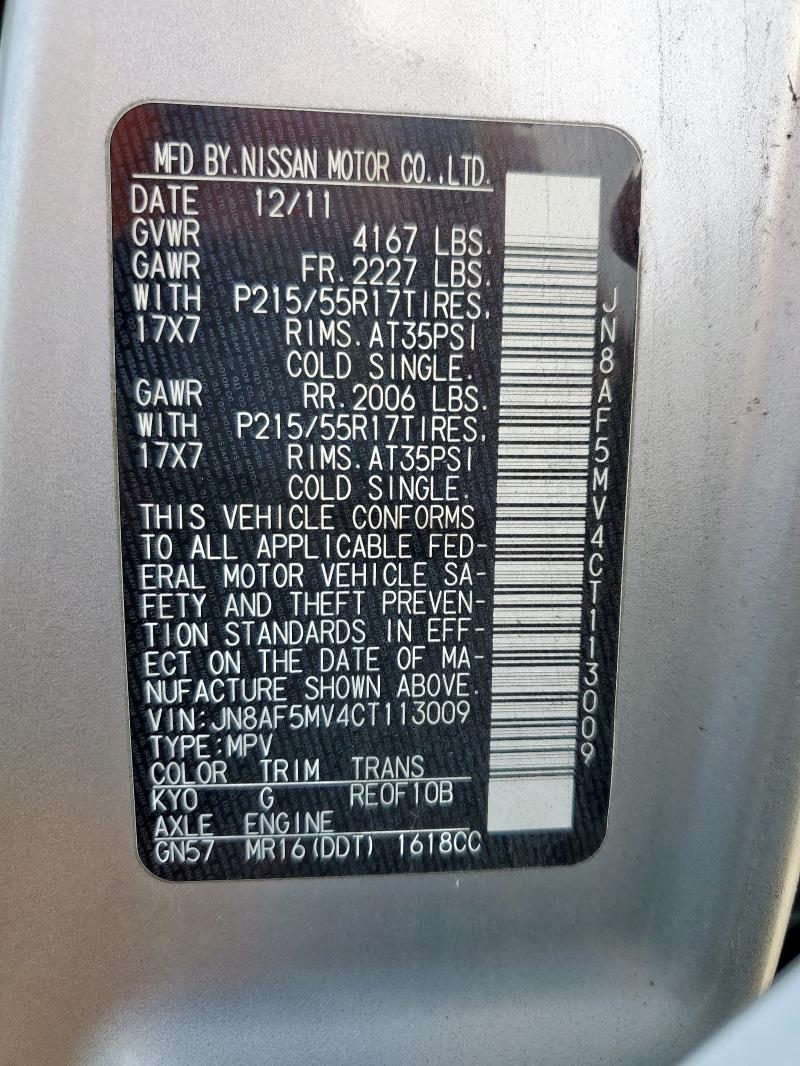 MFD BY.NISSAN MOTOR CO.,LTD.
DATE 12/11
GVWR 4167 LBS.
GAWR FR.2227 LBS.
WITH P215/55R17TIRES,
17X7 RIMS.AT35PSI
COLD SINGLE.
GAWR RR.2006 LBS.
WITH P215/55R17TIRES,
17X7 RIMS.AT35PSI
COLD SINGLE.
THIS VEHICLE CONFORMS
TO ALL APPLICABLE FED-
ERAL MOTOR VEHICLE SA-
FETY AND THEFT PREVEN-
TION STANDARDS IN EFF-
ECT ON THE DATE OF MA-
NUFACTURE SHOWN ABOVE.
VIN:JN8AF5MV4CT113009
TYPE:MPV
COLOR TRIM TRANS
KYO G RE0F10B
AXLE ENGINE
GN57 MR16(DDT) 1618CC
JN8AF5MV4CT113009